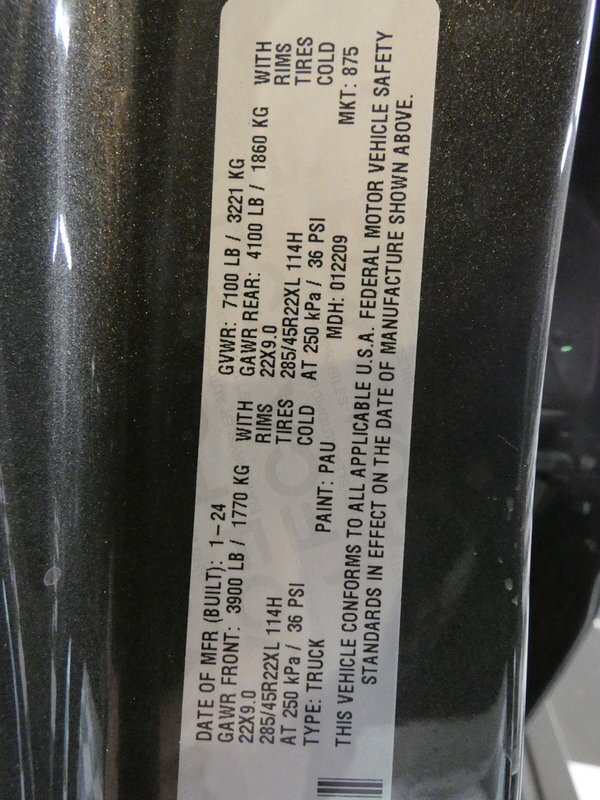 DATE OF MFR (BUILT): 1-24 GVWR: 7100 LB / 3221 KG
GAWR FRONT: 3900 LB / 1770 KG WITH GAWR REAR: 4100 LB / 1860 KG WITH
22X9.0 RIMS 22X9.0 RIMS
285/45R22XL 114H TIRES 285/45R22XL 114H TIRES
AT 250 kPa / 36 PSI COLD AT 250 kPa / 36 PSI COLD
TYPE: TRUCK PAINT: PAU MDH: 012209 MKT: 875
THIS VEHICLE CONFORMS TO ALL APPLICABLE U.S.A. FEDERAL MOTOR VEHICLE SAFETY
STANDARDS IN EFFECT ON THE DATE OF MANUFACTURE SHOWN ABOVE.